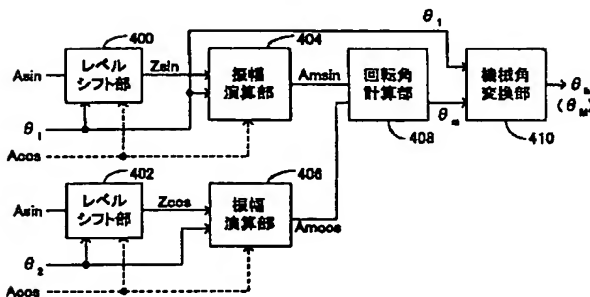 θ₁
400
404
Asin
レベル
シフト部
Zsin
振幅
演算部
Amsin
回転角
計算部
機械角
変換部
(θM)
θ₁
θm
408
410
Acos
402
406
Asin
レベル
シフト部
Zcos
振幅
演算部
Amcos
θ₂
Acos